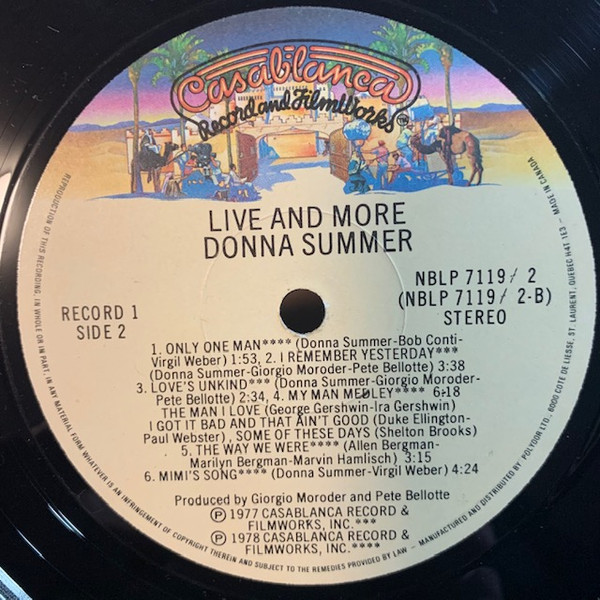 Casablanca
Record and FilmWorks
LIVE AND MORE
DONNA SUMMER
RECORD 1
SIDE 2
NBLP 7119/2
(NBLP 7119/2-B)
STEREO
1. ONLY ONE MAN**** (Donna Summer-Bob Conti-
Virgil Weber) 1:53, 2. I REMEMBER YESTERDAY***
(Donna Summer-Giorgio Moroder-Pete Bellotte) 3:38
3. LOVE'S UNKIND*** (Donna Summer-Giorgio Moroder-
Pete Bellotte) 2:34, 4. MY MAN MEDLEY**** 6:18
THE MAN I LOVE (George Gershwin-Ira Gershwin)
I GOT IT BAD AND THAT AIN'T GOOD (Duke Ellington-
Paul Webster), SOME OF THESE DAYS (Shelton Brooks)
5. THE WAY WE WERE**** (Allen Bergman-
Marilyn Bergman-Marvin Hamlisch) 3:15
6. MIMI'S SONG**** (Donna Summer-Virgil Weber) 4:24
Produced by Giorgio Moroder and Pete Bellotte
℗ 1977 CASABLANCA RECORD &
FILMWORKS, INC.***
℗ 1978 CASABLANCA RECORD &
FILMWORKS, INC.****
REPRODUCTION OF THIS RECORDING, IN WHOLE OR IN PART, IN ANY MATERIAL FORM WHATEVER IS AN INFRINGEMENT OF COPYRIGHT THEREIN AND SUBJECT TO THE REMEDIES PROVIDED BY LAW – MANUFACTURED AND DISTRIBUTED BY POLYDOR LTD., 6000 COTE DE LIESSE, ST. LAURENT, QUEBEC H4T 1E3 – MADE IN CANADA